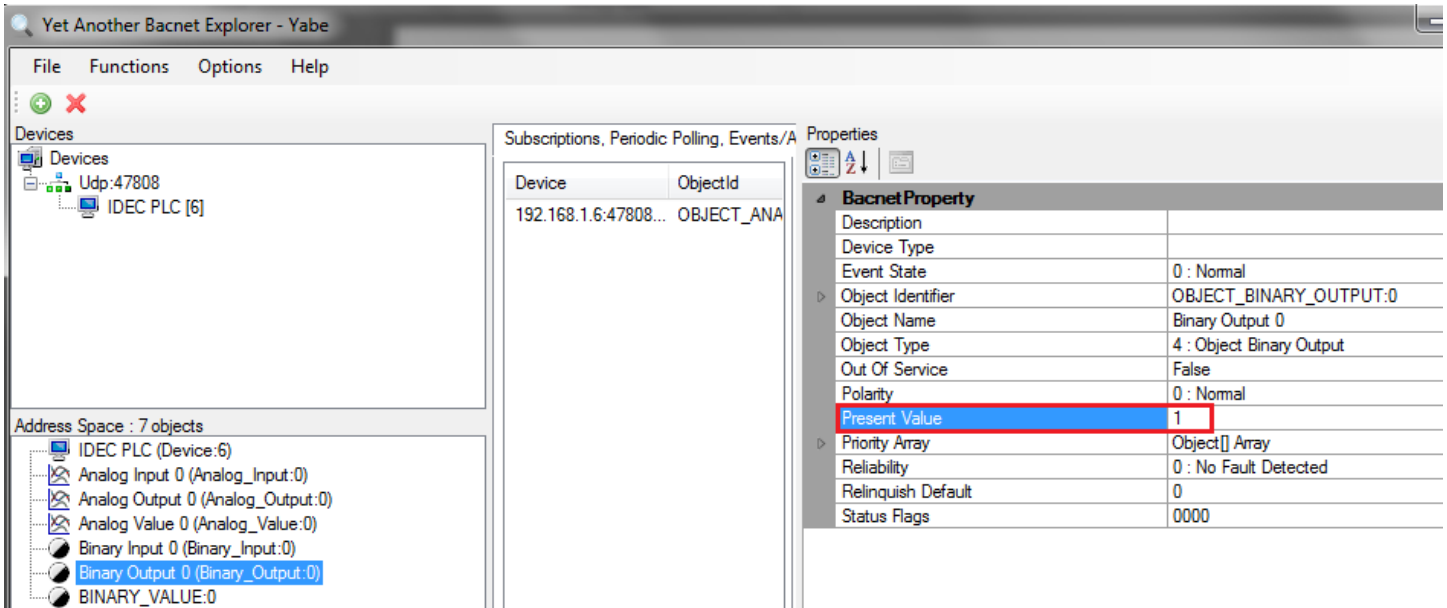 Yet Another Bacnet Explorer - Yabe
File Functions Options Help
Devices
Devices
Udp:47808
IDEC PLC [6]
Address Space : 7 objects
IDEC PLC (Device:6)
Analog Input 0 (Analog_Input:0)
Analog Output 0 (Analog_Output:0)
Analog Value 0 (Analog_Value:0)
Binary Input 0 (Binary_Input:0)
Binary Output 0 (Binary_Output:0)
BINARY_VALUE:0
Subscriptions, Periodic Polling, Events/A
Device ObjectId
192.168.1.6:47808... OBJECT_ANA
Properties
BacnetProperty
Description
Device Type
Event State 0 : Normal
Object Identifier OBJECT_BINARY_OUTPUT:0
Object Name Binary Output 0
Object Type 4 : Object Binary Output
Out Of Service False
Polarity 0 : Normal
Present Value 1
Priority Array Object[] Array
Reliability 0 : No Fault Detected
Relinquish Default 0
Status Flags 0000